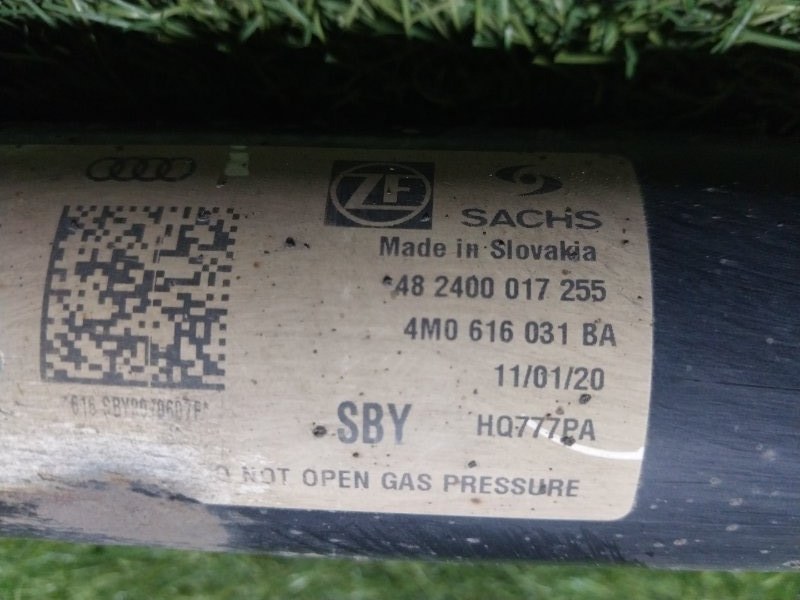 ZF
SACHS
Made in Slovakia
48 2400 017 255
4M0 616 031 BA
11/01/20
SBY HQ777PA
NOT OPEN GAS PRESSURE